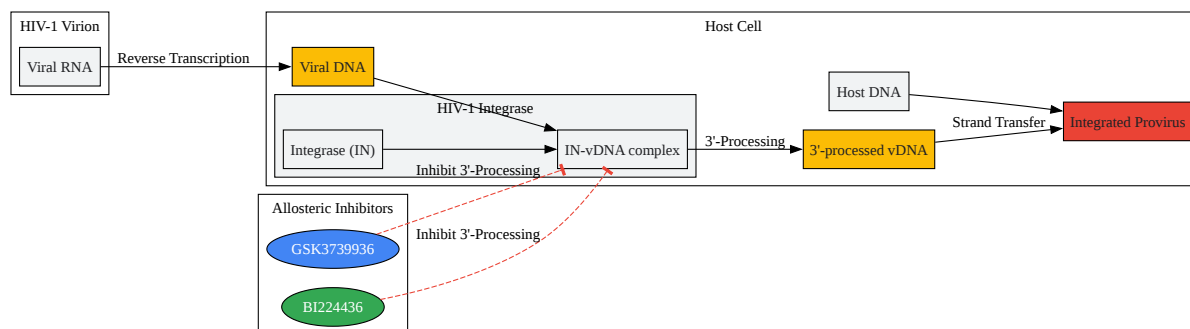 HIV-1 Virion
Viral RNA
Reverse Transcription
Host Cell
Viral DNA
HIV-1 Integrase
Integrase (IN)
IN-vDNA complex
3'-Processing
Host DNA
3'-processed vDNA
Strand Transfer
Integrated Provirus
Inhibit 3'-Processing
Allosteric Inhibitors
GSK3739936
Inhibit 3'-Processing
BI224436